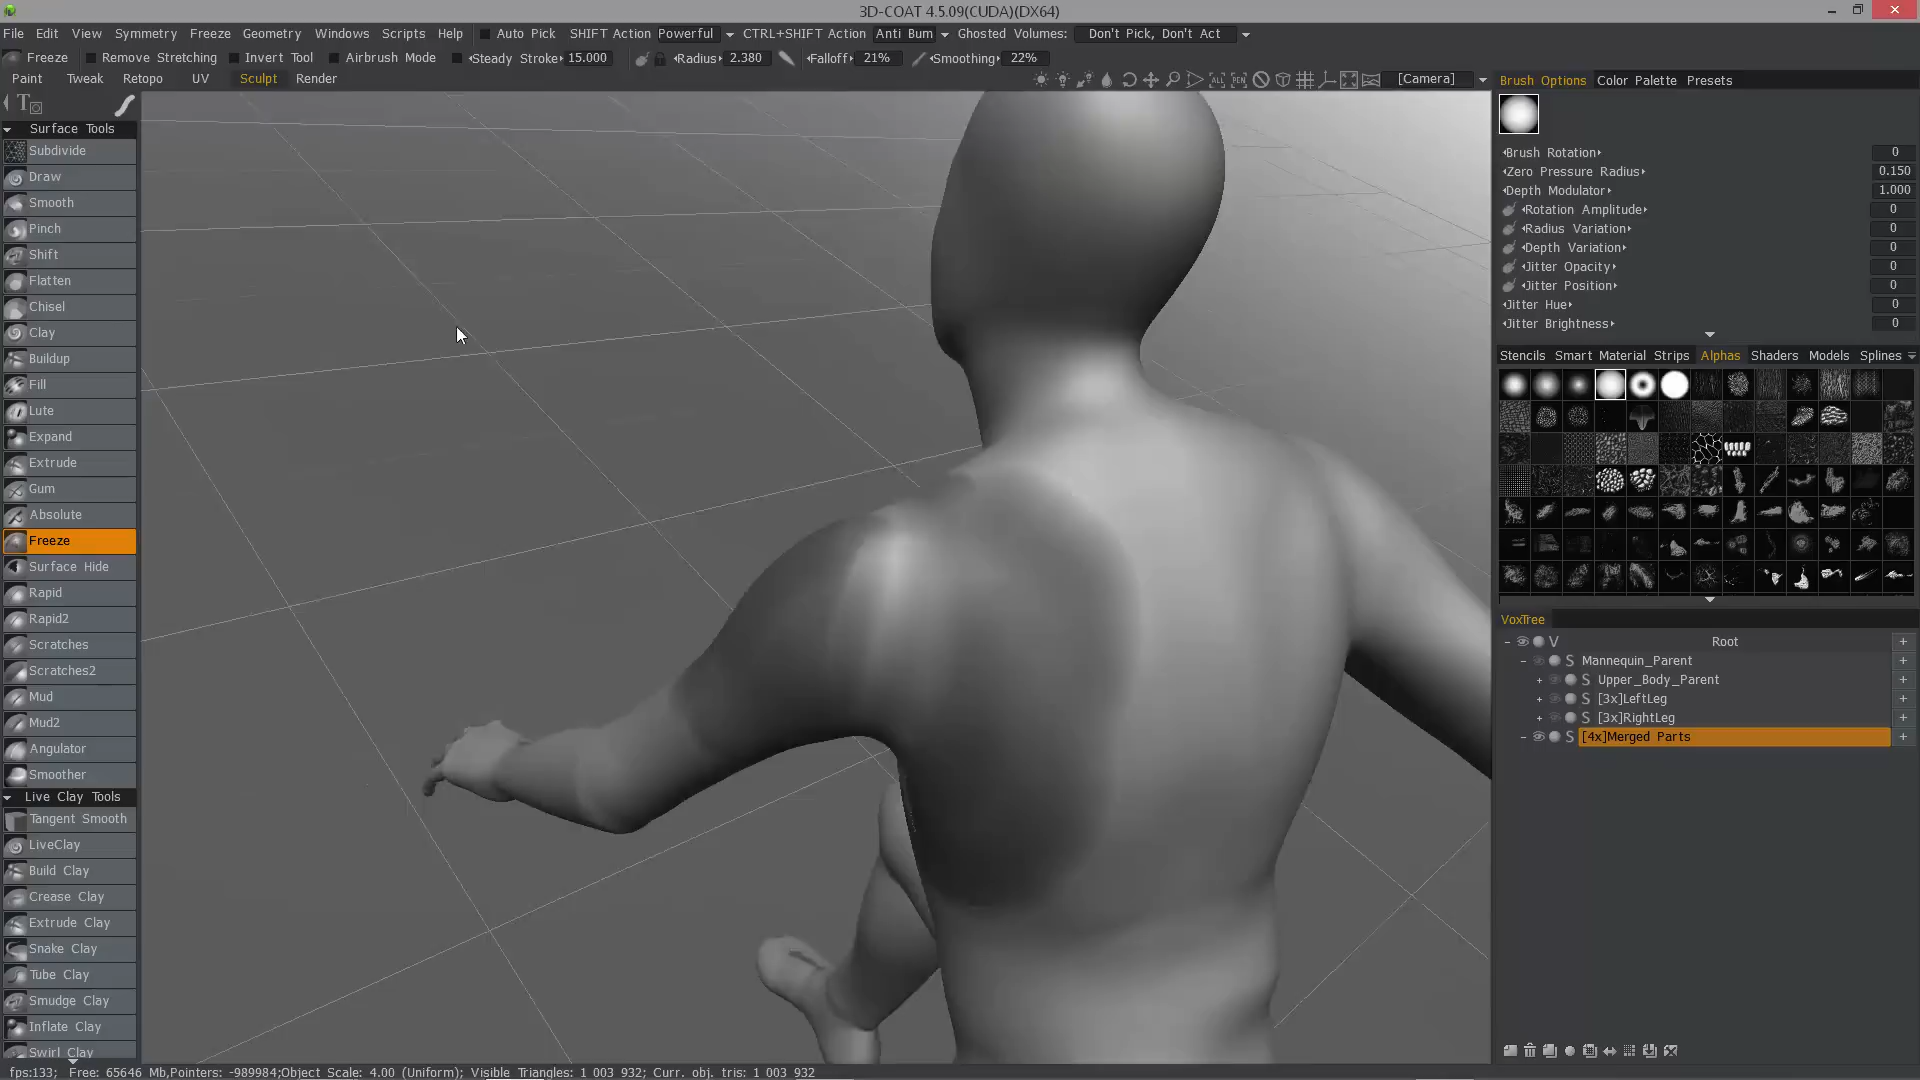 3D-COAT 4.5.09(CUDA)(DX64)
File Edit View Symmetry Freeze Geometry Windows Scripts Help Auto Pick SHIFT Action Powerful CTRL+SHIFT Action Anti Bum Ghosted Volumes: Don't Pick, Don't Act
Freeze Remove Stretching Invert Tool Airbrush Mode Steady Stroke 15.000 Radius 2.380 Falloff 21% Smoothing 22%
Paint Tweak Retopo UV Sculpt Render [Camera]
Surface Tools
Subdivide
Draw
Smooth
Pinch
Shift
Flatten
Chisel
Clay
Buildup
Fill
Lute
Expand
Extrude
Gum
Absolute
Freeze
Surface Hide
Rapid
Rapid2
Scratches
Scratches2
Mud
Mud2
Angulator
Smoother
Live Clay Tools
Tangent Smooth
LiveClay
Build Clay
Crease Clay
Extrude Clay
Snake Clay
Tube Clay
Smudge Clay
Inflate Clay
Swirl Clay
Brush Options Color Palette Presets
Brush Rotation 0
Zero Pressure Radius 0.150
Depth Modulator 1.000
Rotation Amplitude 0
Radius Variation 0
Depth Variation 0
Jitter Opacity 0
Jitter Position 0
Jitter Hue 0
Jitter Brightness 0
Stencils Smart Material Strips Alphas Shaders Models Splines
VoxTree
V Root +
S Mannequin_Parent +
+ S Upper_Body_Parent +
+ S [3x]LeftLeg +
+ S [3x]RightLeg +
S [4x]Merged Parts +
fps:133; Free: 65646 Mb,Pointers: -989984;Object Scale: 4.00 (Uniform); Visible Triangles: 1 003 932; Curr. obj. tris: 1 003 932